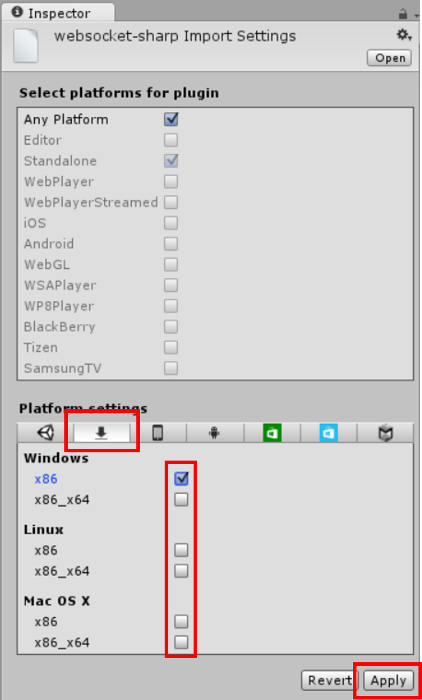 Inspector
websocket-sharp Import Settings
Open
Select platforms for plugin
Any Platform
Editor
Standalone
WebPlayer
WebPlayerStreamed
iOS
Android
WebGL
WSAPlayer
WP8Player
BlackBerry
Tizen
SamsungTV
Platform settings
Windows
x86
x86_x64
Linux
x86
x86_x64
Mac OS X
x86
x86_x64
Revert Apply